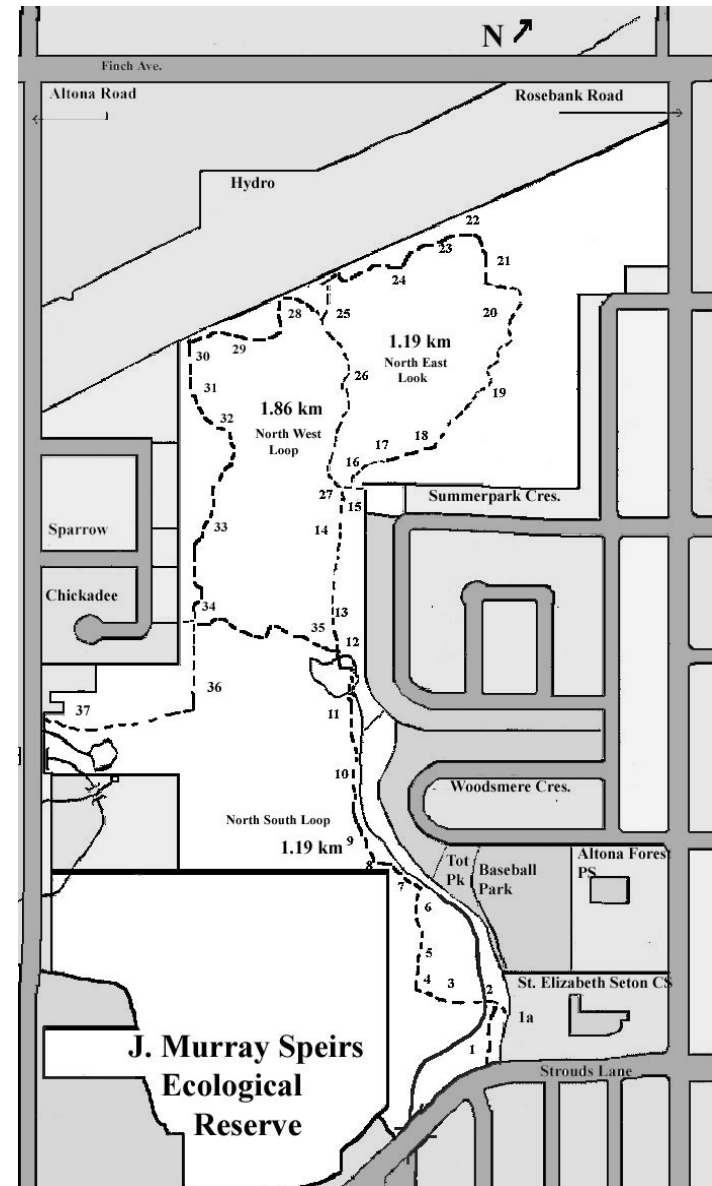 N
Finch Ave.
Altona Road
Rosebank Road
Hydro
22
23
21
24
20
28
25
1.19 km
North East
Look
30
29
26
31
19
1.86 km
32
North West
Loop
18
17
16
27
15
Summerpark Cres.
33
14
Sparrow
Chickadee
34
13
35
12
36
37
11
10
Woodsmere Cres.
North South Loop
1.19 km
9
8
Tot
Pk
Baseball
Park
Altona Forest
PS
7
6
5
4
3
2
St. Elizabeth Seton CS
1a
1
J. Murray Speirs
Ecological
Reserve
Strouds Lane